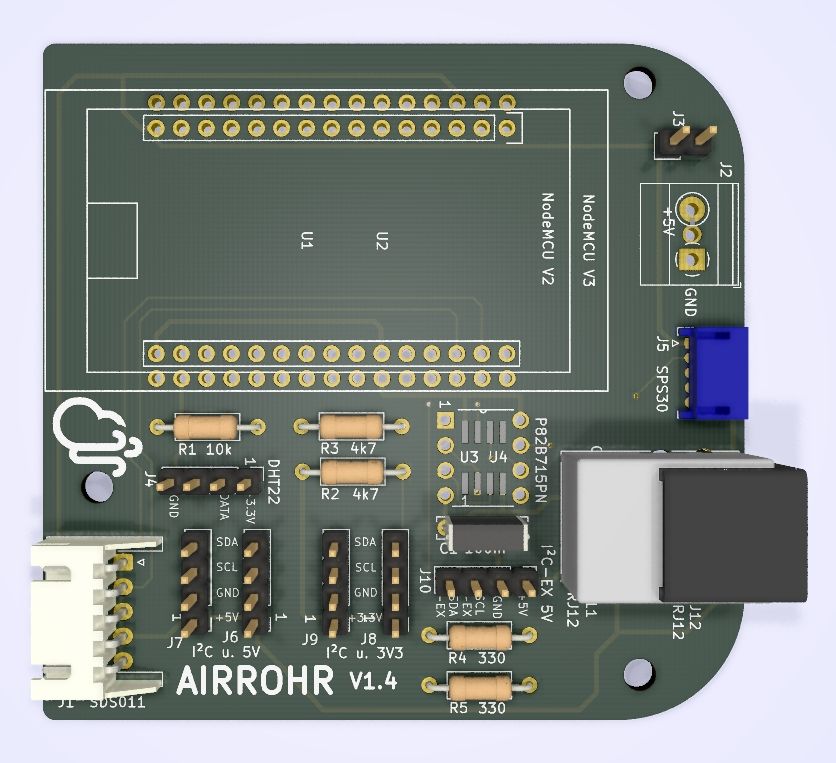 J3
J2
+5V
GND
U1
U2
NodeMCU V2
NodeMCU V3
J5
SPS30
R1 10k
R3 4k7
R2 4k7
1
U3
U4
1
P82B715PN
J4
1
DHT22
GND
DATA
3.3V
C1 100n
SDA
SCL
GND
+5V
1
1
J7
J6
I²C u. 5V
SDA
SCL
GND
+3.3V
1
1
J9
J8
I²C u. 3V3
J10
SDA
-EX
SCL
-EX
GND
+5V
I²C-EX 5V
RJ12
J12
RJ12
R4 330
R5 330
J1 SDS011
AIRROHR V1.4